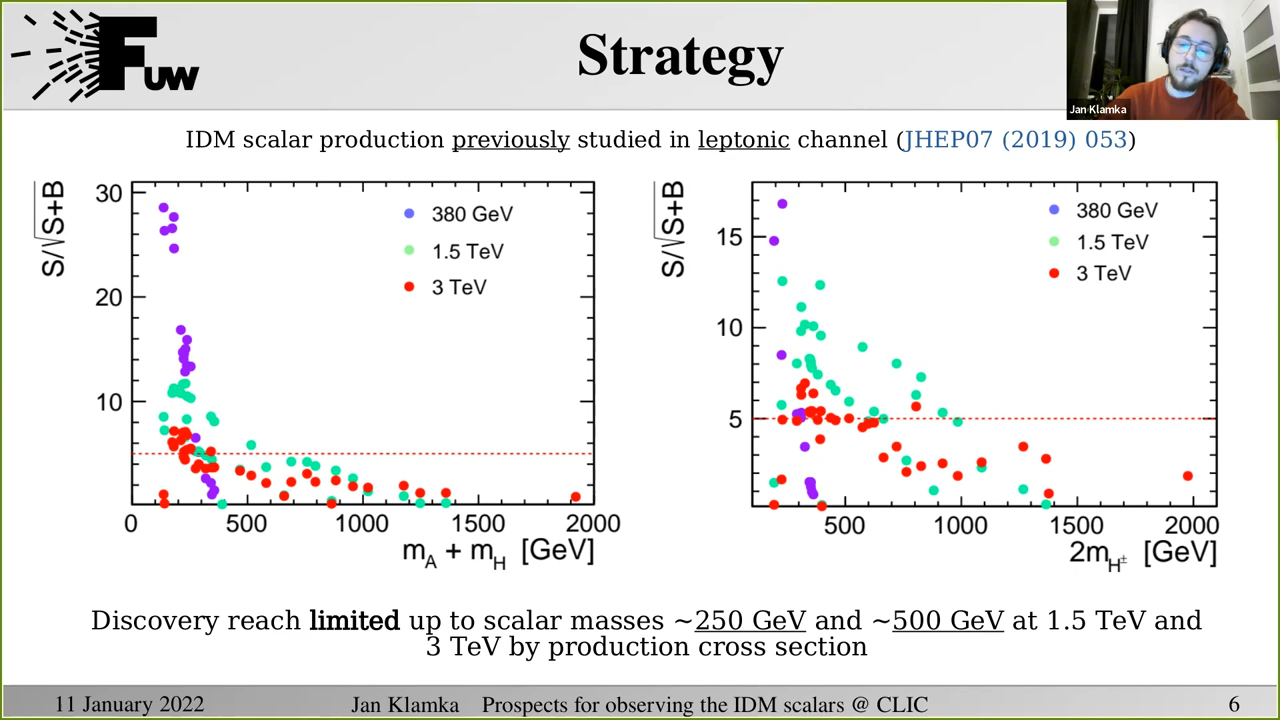 FUW
Strategy
Jan Klamka
IDM scalar production previously studied in leptonic channel (JHEP07 (2019) 053)
S/√S+B
30
20
10
380 GeV
1.5 TeV
3 TeV
0 500 1000 1500 2000
m_A + m_H [GeV]
S/√S+B
15
10
5
380 GeV
1.5 TeV
3 TeV
500 1000 1500 2000
2m_H± [GeV]
Discovery reach limited up to scalar masses ~250 GeV and ~500 GeV at 1.5 TeV and
3 TeV by production cross section
11 January 2022 Jan Klamka Prospects for observing the IDM scalars @ CLIC 6